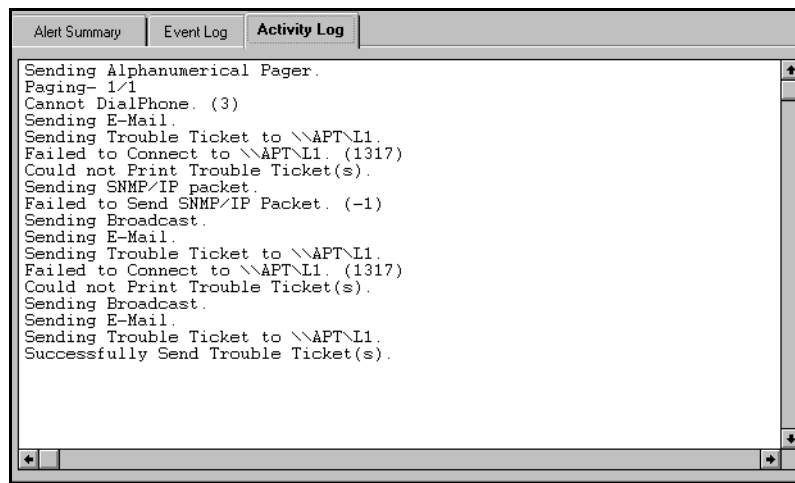 Alert Summary Event Log Activity Log
Sending Alphanumerical Pager.
Paging- 1/1
Cannot DialPhone. (3)
Sending E-Mail.
Sending Trouble Ticket to \\APT\L1.
Failed to Connect to \\APT\L1. (1317)
Could not Print Trouble Ticket(s).
Sending SNMP/IP packet.
Failed to Send SNMP/IP Packet. (-1)
Sending Broadcast.
Sending E-Mail.
Sending Trouble Ticket to \\APT\L1.
Failed to Connect to \\APT\L1. (1317)
Could not Print Trouble Ticket(s).
Sending Broadcast.
Sending E-Mail.
Sending Trouble Ticket to \\APT\L1.
Successfully Send Trouble Ticket(s).